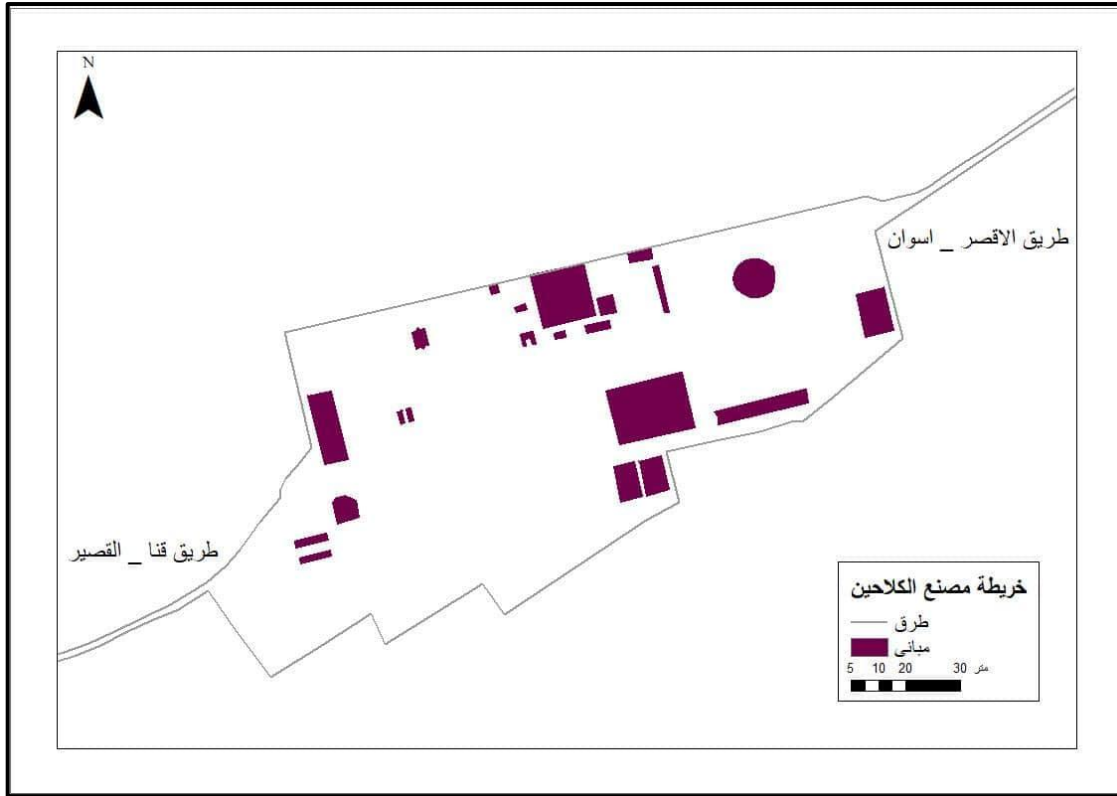 N
طريق الاقصر _ اسوان
طريق قنا _ القصير
خريطة مصنع الكلاحين
طرق
مبانى
5 10 20 30 متر